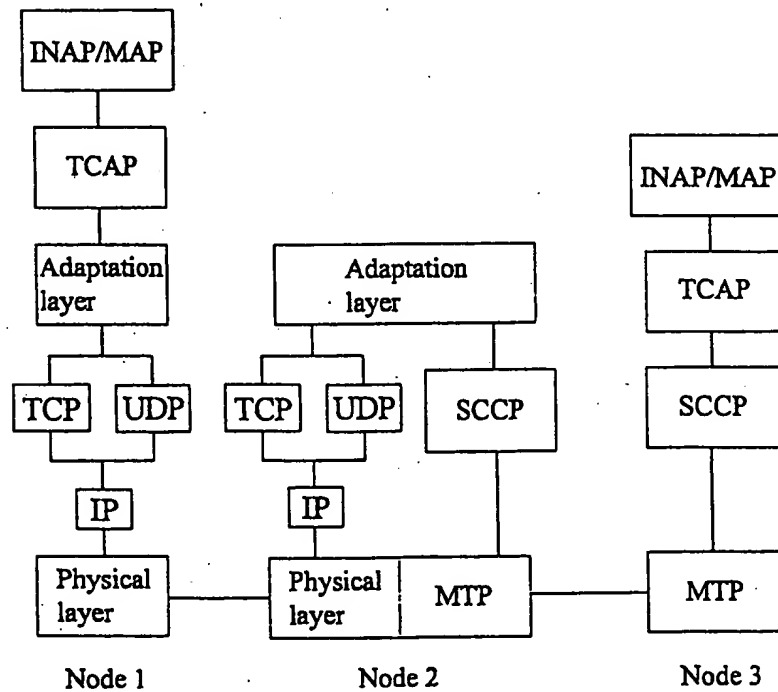 INAP/MAP
TCAP
INAP/MAP
Adaptation
layer
Adaptation
layer
TCAP
TCP
UDP
TCP
UDP
SCCP
SCCP
IP
IP
Physical
layer
Physical
layer
MTP
MTP
Node 1
Node 2
Node 3